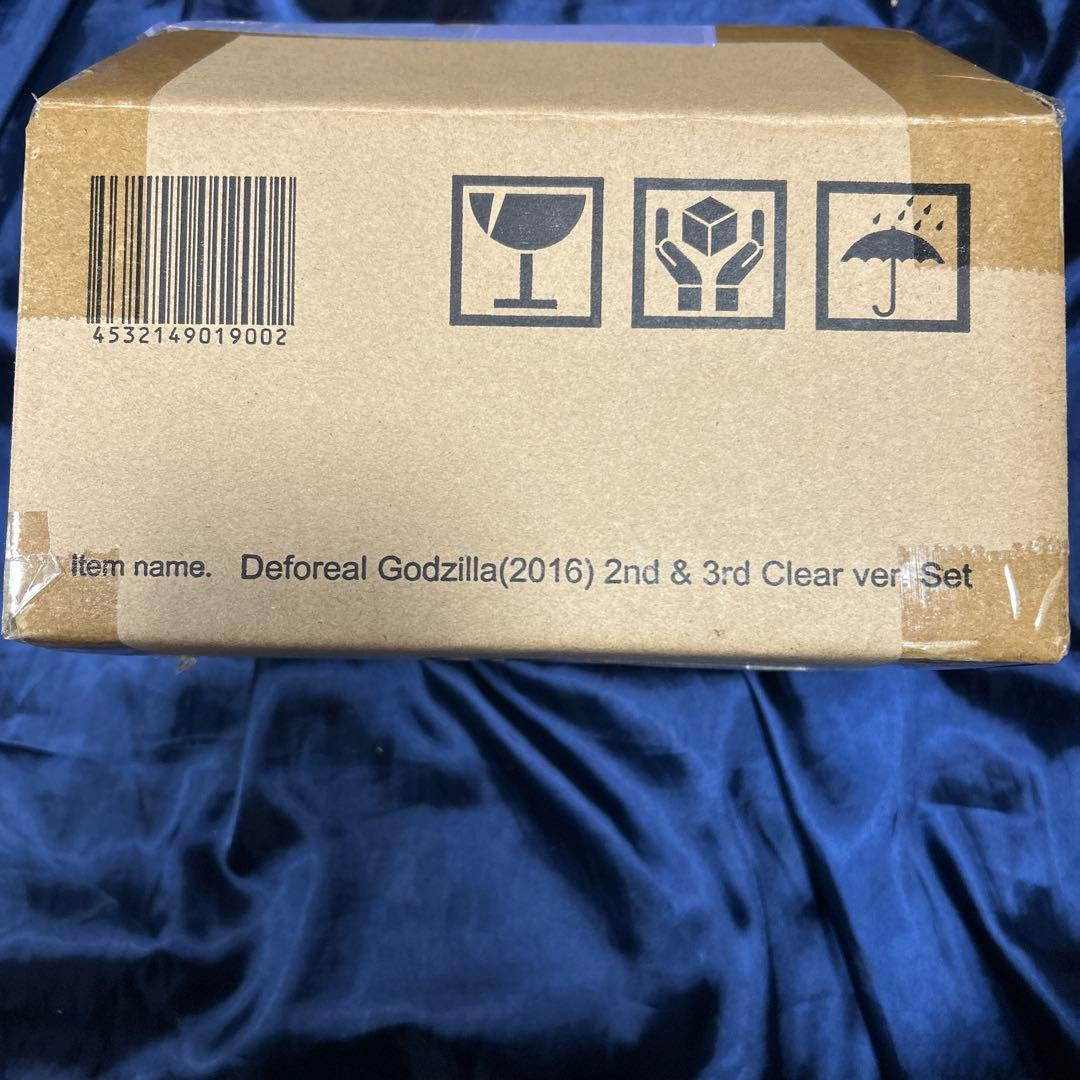 4532149019002
Item name. Deforeal Godzilla(2016) 2nd & 3rd Clear ver. Set